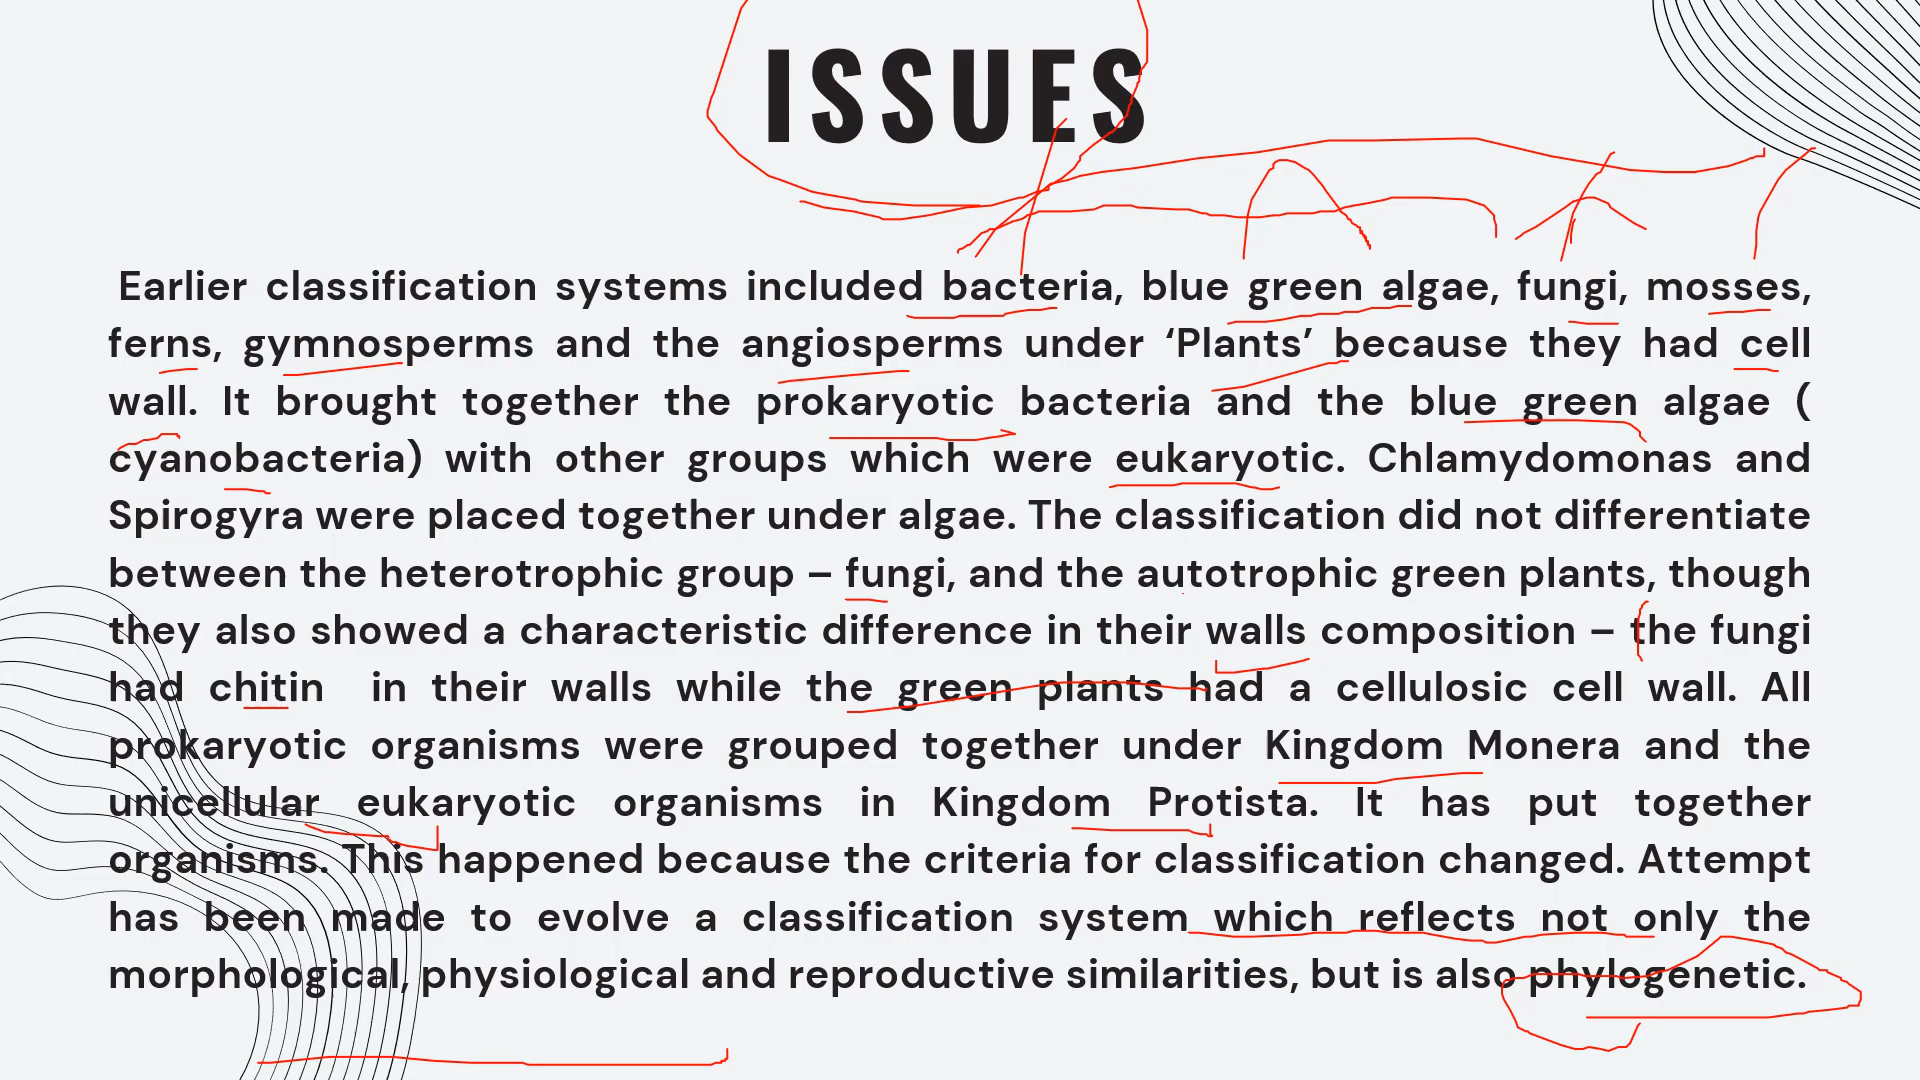 ISSUES
Earlier classification systems included bacteria, blue green algae, fungi, mosses,
ferns, gymnosperms and the angiosperms under ‘Plants’ because they had cell
wall. It brought together the prokaryotic bacteria and the blue green algae (
cyanobacteria) with other groups which were eukaryotic. Chlamydomonas and
Spirogyra were placed together under algae. The classification did not differentiate
between the heterotrophic group – fungi, and the autotrophic green plants, though
they also showed a characteristic difference in their walls composition – the fungi
had chitin in their walls while the green plants had a cellulosic cell wall. All
prokaryotic organisms were grouped together under Kingdom Monera and the
unicellular eukaryotic organisms in Kingdom Protista. It has put together
organisms. This happened because the criteria for classification changed. Attempt
has been made to evolve a classification system which reflects not only the
morphological, physiological and reproductive similarities, but is also phylogenetic.